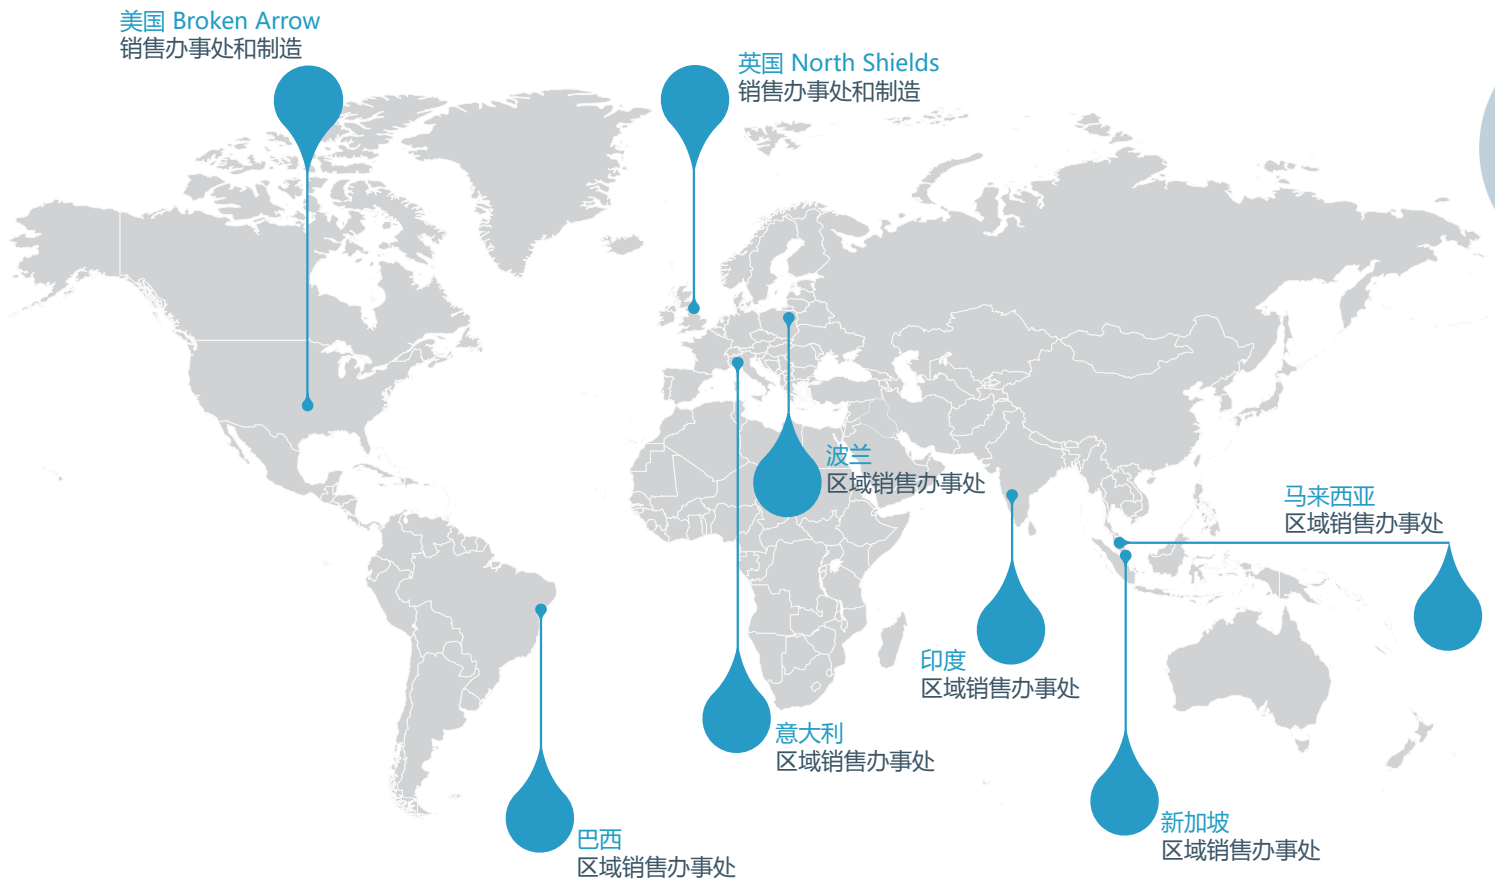 美国 Broken Arrow
销售办事处和制造
英国 North Shields
销售办事处和制造
波兰
区域销售办事处
马来西亚
区域销售办事处
印度
区域销售办事处
意大利
区域销售办事处
新加坡
区域销售办事处
巴西
区域销售办事处